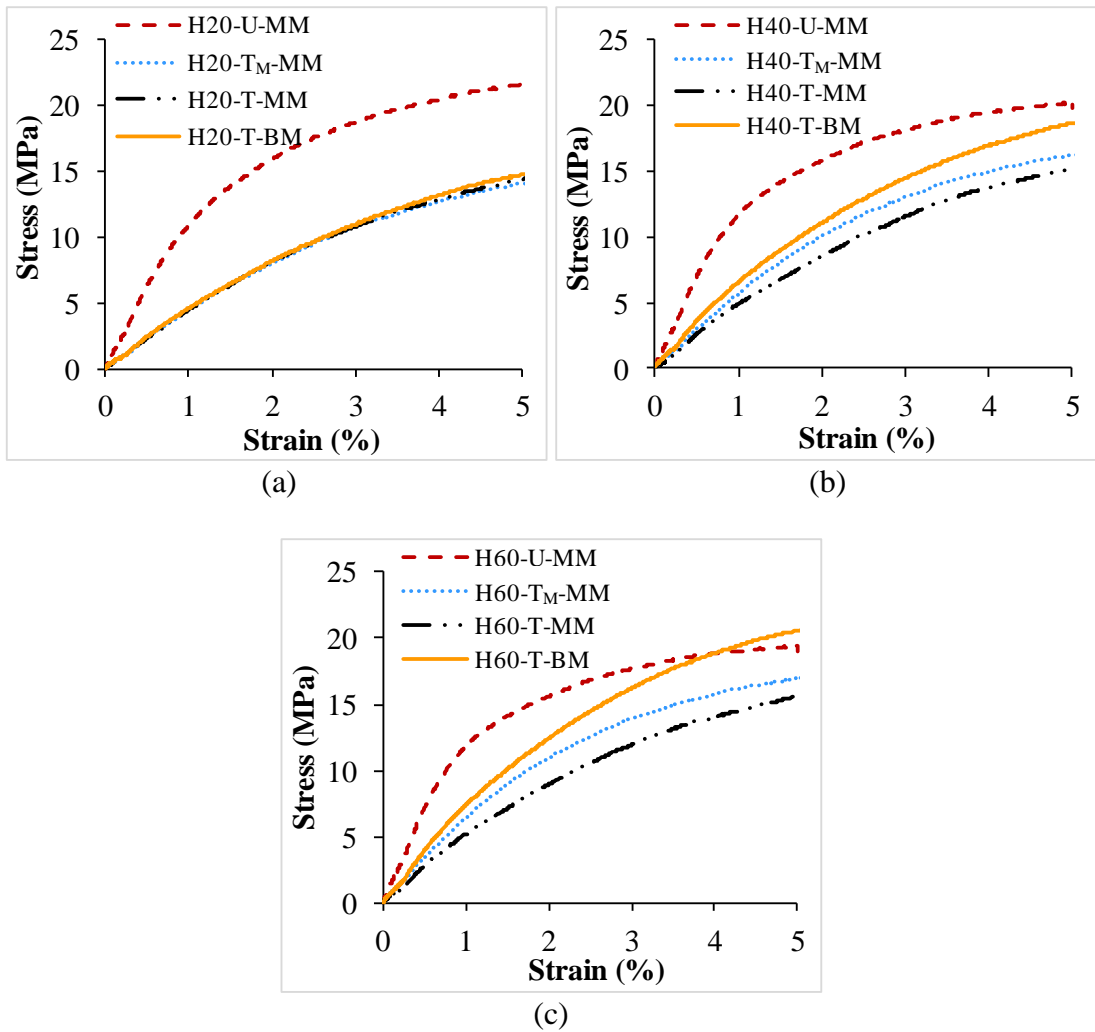 H20-U-MM
H20-T_M-MM
H20-T-MM
H20-T-BM
25
20
15
10
5
0
Stress (MPa)
0 1 2 3 4 5
Strain (%)
(a)
H40-U-MM
H40-T_M-MM
H40-T-MM
H40-T-BM
25
20
15
10
5
0
Stress (MPa)
0 1 2 3 4 5
Strain (%)
(b)
H60-U-MM
H60-T_M-MM
H60-T-MM
H60-T-BM
25
20
15
10
5
0
Stress (MPa)
0 1 2 3 4 5
Strain (%)
(c)